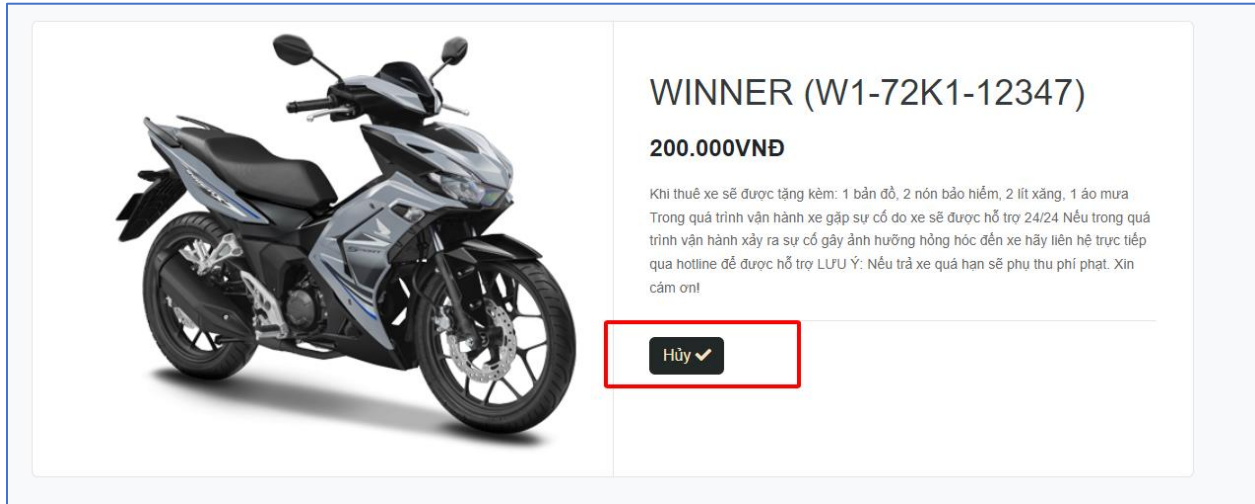 WINNER (W1-72K1-12347)
200.000VNĐ
Khi thuê xe sẽ được tặng kèm: 1 bản đồ, 2 nón bảo hiểm, 2 lít xăng, 1 áo mưa
Trong quá trình vận hành xe gặp sự cố do xe sẽ được hỗ trợ 24/24 Nếu trong quá
trình vận hành xảy ra sự cố gây ảnh hưỡng hỏng hóc đến xe hãy liên hệ trực tiếp
qua hotline để được hỗ trợ LƯU Ý: Nếu trả xe quá hạn sẽ phụ thu phí phạt. Xin
cám ơn!
Hủy